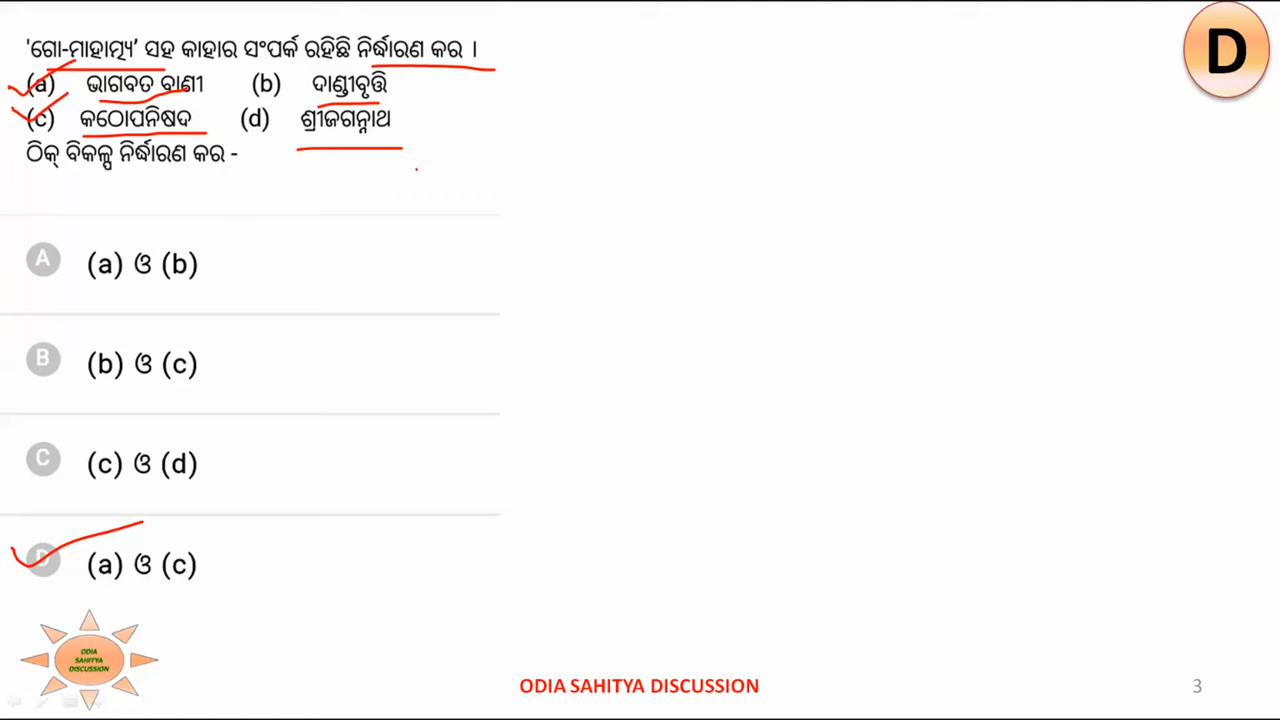 'ଗୋ-ମାହାତ୍ମ୍ୟ' ସହ କାହାର ସଂପର୍କ ରହିଛି ନିର୍ଦ୍ଧାରଣ କର ।
(a) ଭାଗବତ ବାଣୀ (b) ଦାଣ୍ଡୀବୃତ୍ତି
(c) କଠୋପନିଷଦ (d) ଶ୍ରୀଜଗନ୍ନାଥ
ଠିକ୍ ବିକଳ୍ପ ନିର୍ଦ୍ଧାରଣ କର -
D
A (a) ଓ (b)
B (b) ଓ (c)
C (c) ଓ (d)
D (a) ଓ (c)
ODIA
SAHITYA
DISCUSSION
ODIA SAHITYA DISCUSSION
3